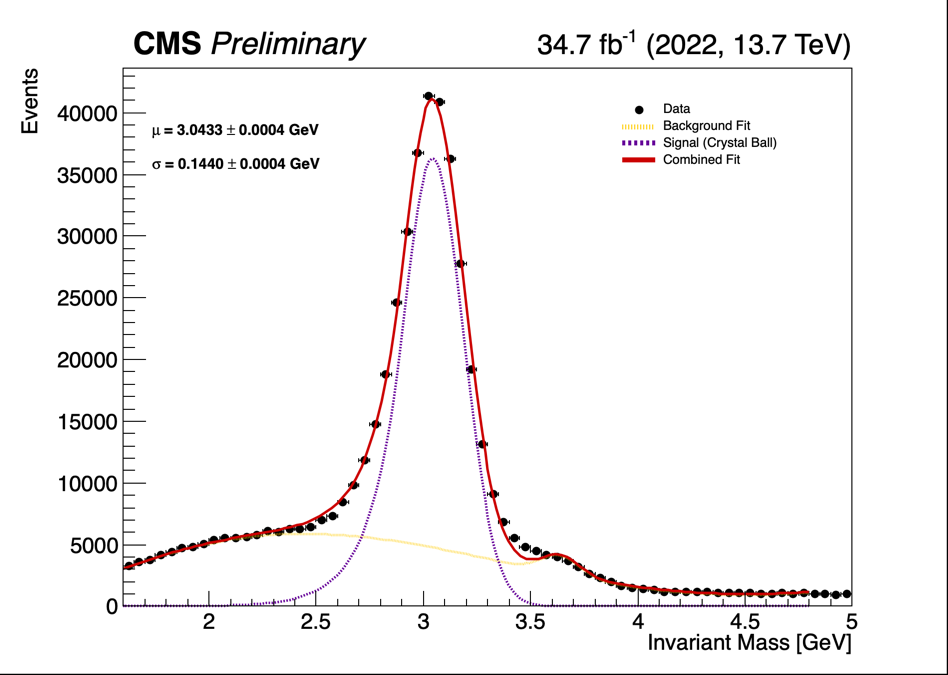 CMS Preliminary
34.7 fb-1 (2022, 13.7 TeV)
Events
40000
35000
30000
25000
20000
15000
10000
5000
0
μ = 3.0433 ± 0.0004 GeV
σ = 0.1440 ± 0.0004 GeV
Data
Background Fit
Signal (Crystal Ball)
Combined Fit
2 2.5 3 3.5 4 4.5 5
Invariant Mass [GeV]